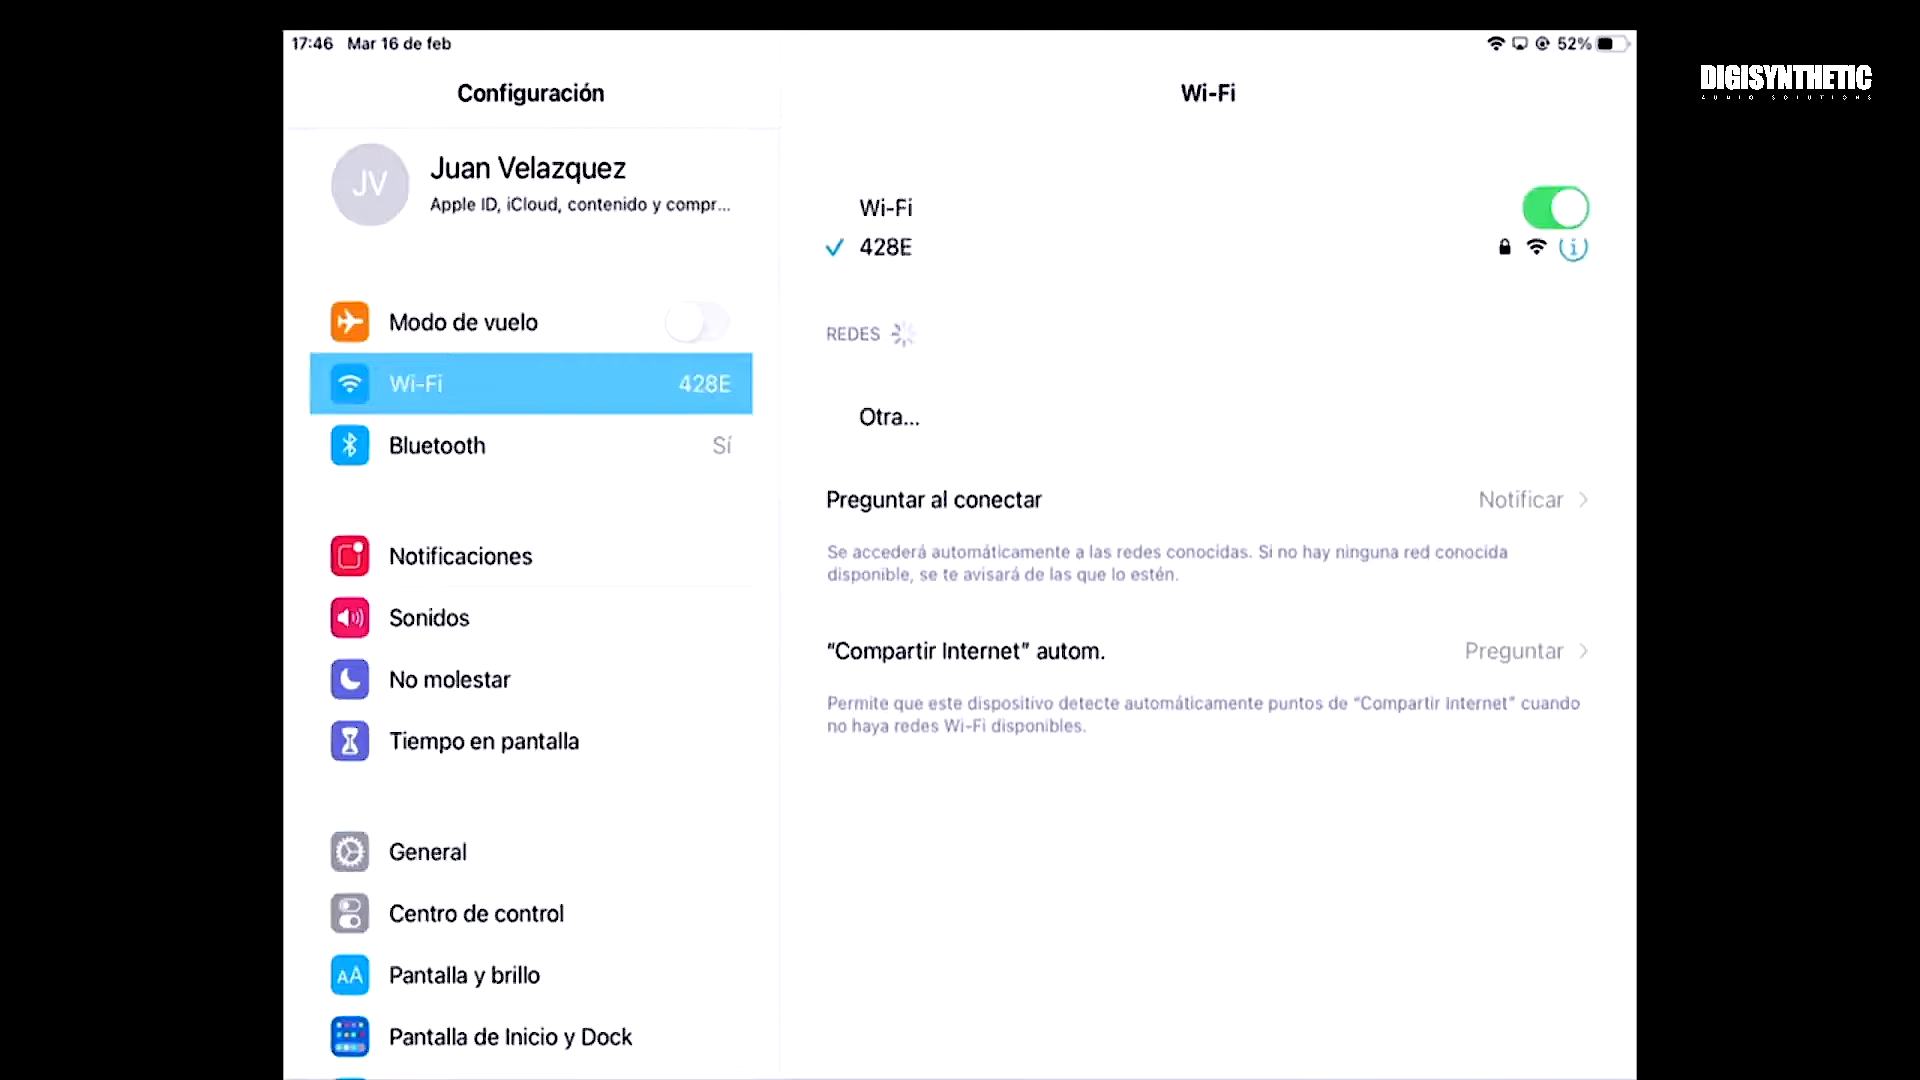 17:46 Mar 16 de feb
52%
DIGISYNTHETIC
AUDIO SOLUTIONS
Configuración
Wi-Fi
JV
Juan Velazquez
Apple ID, iCloud, contenido y compr...
Modo de vuelo
Wi-Fi 428E
Bluetooth Sí
Notificaciones
Sonidos
No molestar
Tiempo en pantalla
General
Centro de control
AA Pantalla y brillo
Pantalla de Inicio y Dock
Wi-Fi
428E
REDES
Otra...
Preguntar al conectar Notificar
Se accederá automáticamente a las redes conocidas. Si no hay ninguna red conocida
disponible, se te avisará de las que lo estén.
“Compartir Internet” autom. Preguntar
Permite que este dispositivo detecte automáticamente puntos de “Compartir Internet” cuando
no haya redes Wi-Fi disponibles.